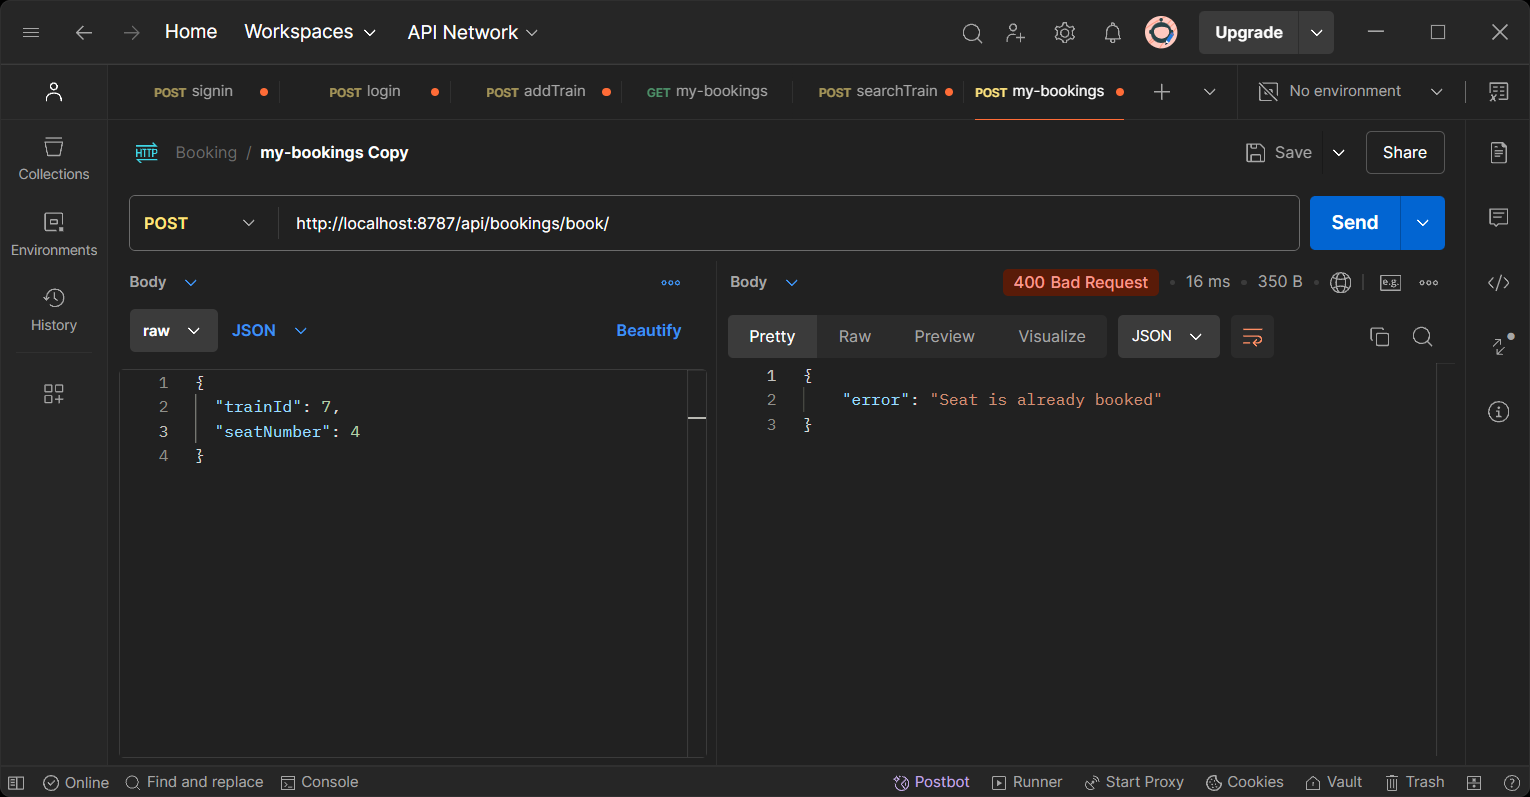 Home Workspaces API Network Upgrade
POST signin POST login POST addTrain GET my-bookings POST searchTrain POST my-bookings No environment
HTTP Booking / my-bookings Copy Save Share
Collections
POST http://localhost:8787/api/bookings/book/ Send
Environments
Body Body 400 Bad Request 16 ms 350 B e.g.
History
raw JSON Beautify Pretty Raw Preview Visualize JSON
1 {
2 "trainId": 7,
3 "seatNumber": 4
4 }
1 {
2 "error": "Seat is already booked"
3 }
Online Find and replace Console Postbot Runner Start Proxy Cookies Vault Trash